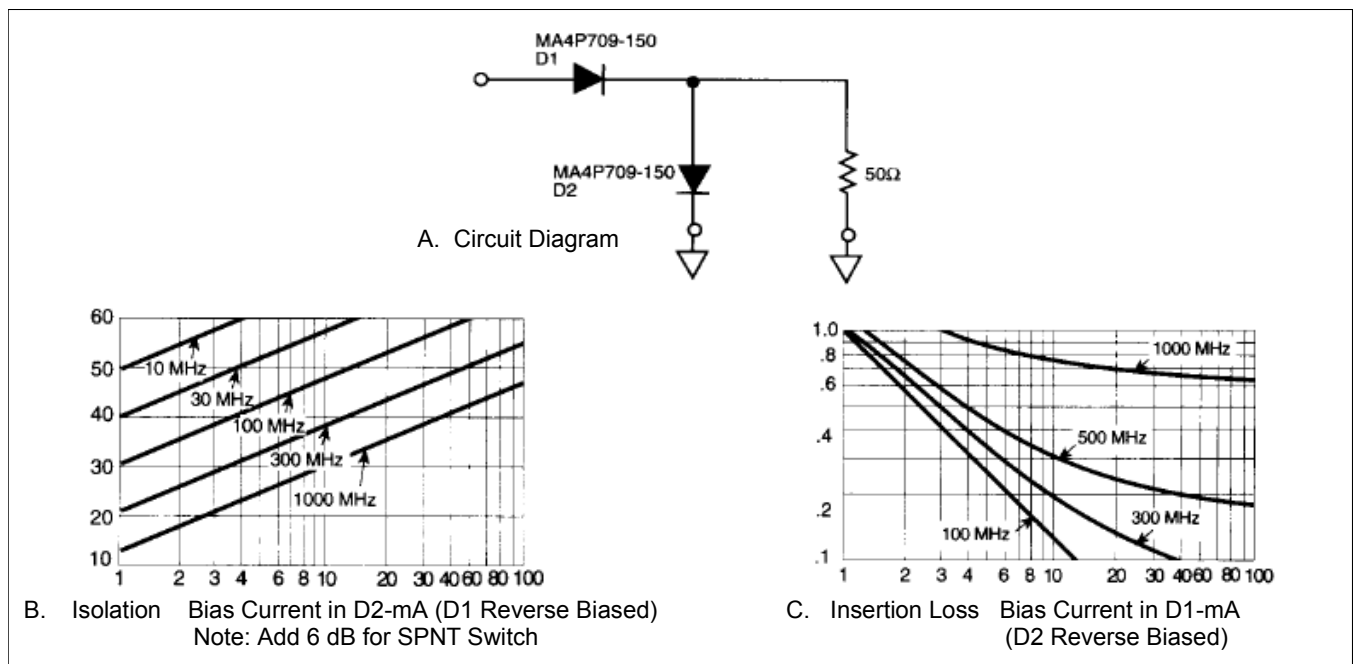 MA4P709-150
D1
MA4P709-150
D2
50Ω
A. Circuit Diagram
60
50
40
30
20
10
10 MHz
30 MHz
100 MHz
300 MHz
1000 MHz
1 2 3 4 6 8 10 20 30 40 60 80 100
B. Isolation Bias Current in D2-mA (D1 Reverse Biased)
Note: Add 6 dB for SPNT Switch
1.0
.8
.6
.4
.2
.1
1000 MHz
500 MHz
300 MHz
100 MHz
1 2 3 4 6 8 10 20 30 40 60 80 100
C. Insertion Loss Bias Current in D1-mA
(D2 Reverse Biased)